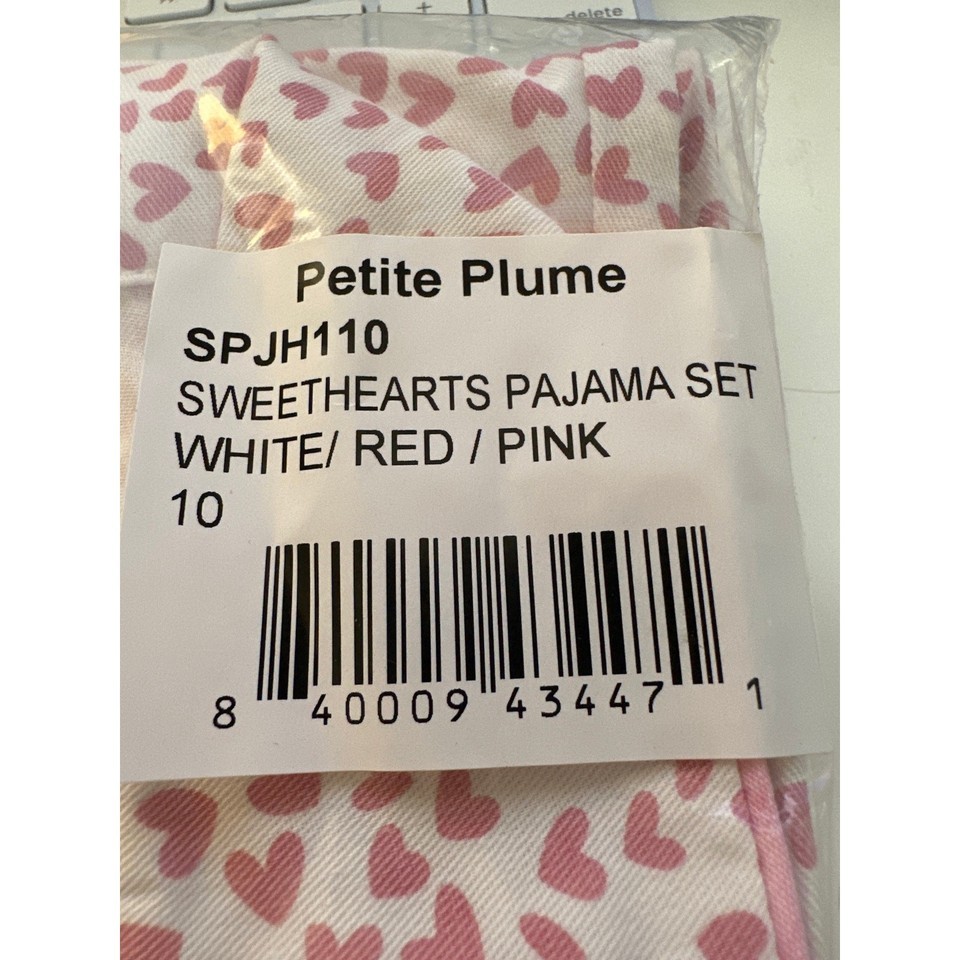 +
delete
Petite Plume
SPJH110
SWEETHEARTS PAJAMA SET
WHITE/ RED / PINK
10
8 40009 43447 1